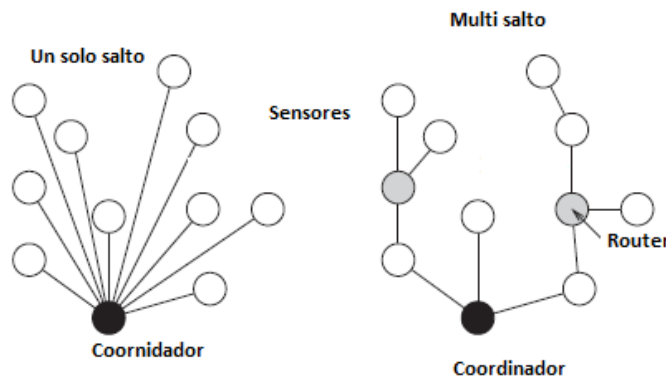 Multi salto
Un solo salto
Sensores
Router
Coornidador
Coordinador